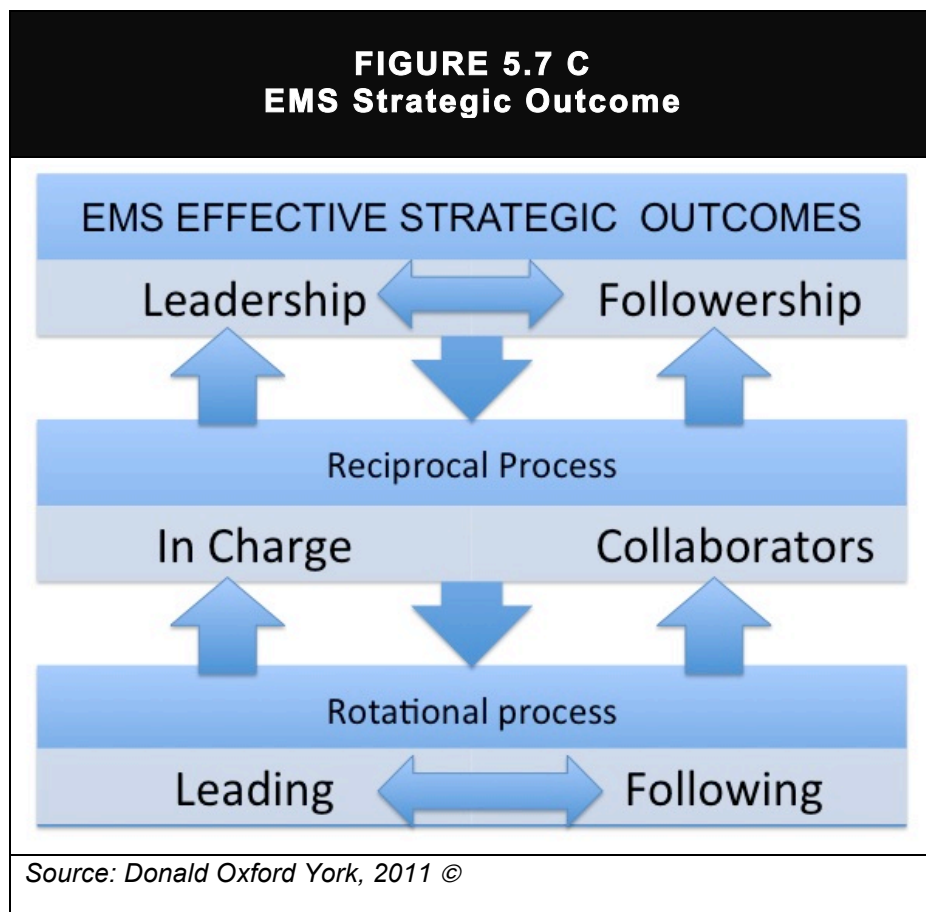 FIGURE 5.7 C
EMS Strategic Outcome
EMS EFFECTIVE STRATEGIC OUTCOMES
Leadership Followership
Reciprocal Process
In Charge Collaborators
Rotational process
Leading Following
Source: Donald Oxford York, 2011 ©